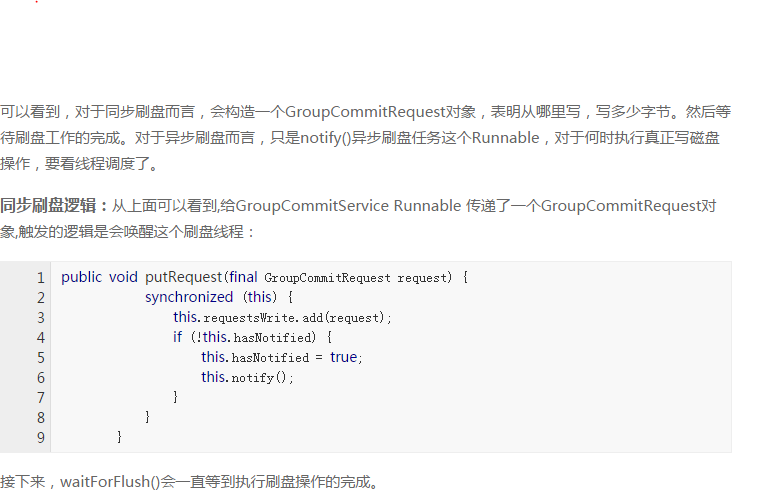 可以看到，对于同步刷盘而言，会构造一个GroupCommitRequest对象，表明从哪里写，写多少字节。然后等
待刷盘工作的完成。对于异步刷盘而言，只是notify()异步刷盘任务这个Runnable，对于何时执行真正写磁盘
操作，要看线程调度了。
同步刷盘逻辑：从上面可以看到,给GroupCommitService Runnable 传递了一个GroupCommitRequest对
象,触发的逻辑是会唤醒这个刷盘线程：
1 public void putRequest(final GroupCommitRequest request) {
2 synchronized (this) {
3 this.requestsWrite.add(request);
4 if (!this.hasNotified) {
5 this.hasNotified = true;
6 this.notify();
7 }
8 }
9 }
接下来，waitForFlush()会一直等到执行刷盘操作的完成。